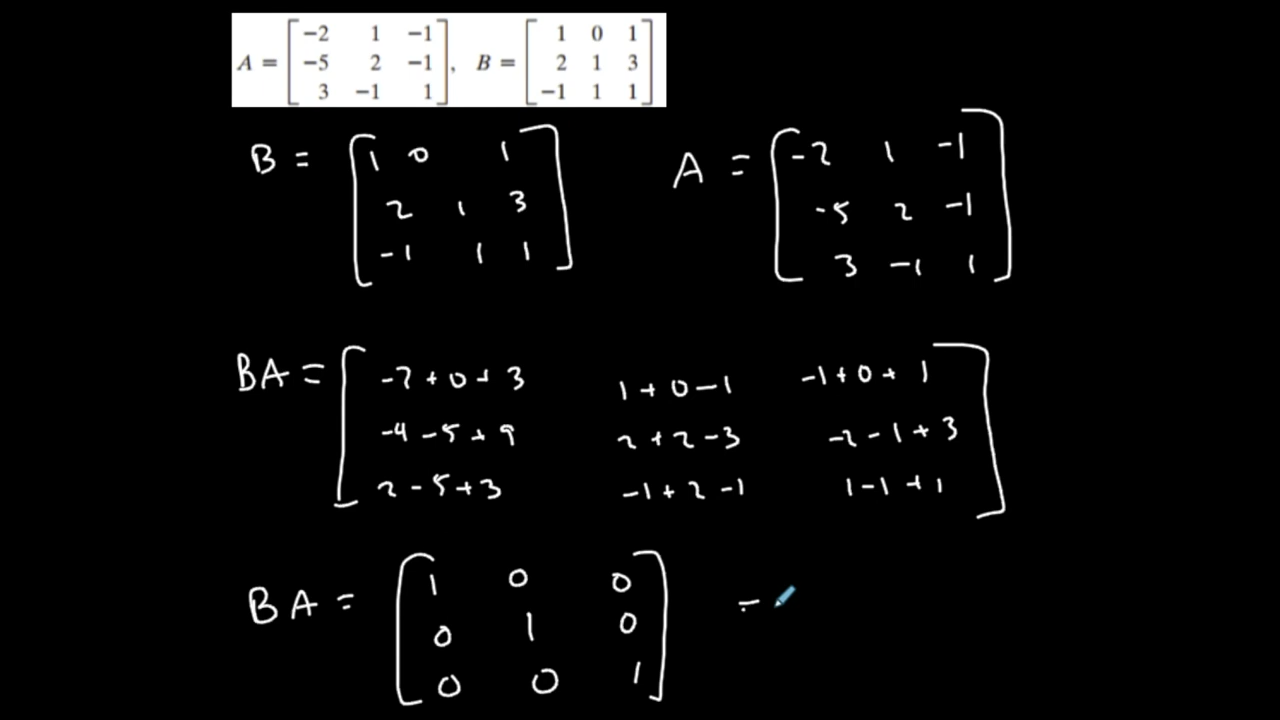 A = [ −2 1 −1
−5 2 −1
3 −1 1 ], B = [ 1 0 1
2 1 3
−1 1 1 ]
B = [ 1 0 1
2 1 3
-1 1 1 ]
A = [ -2 1 -1
-5 2 -1
3 -1 1 ]
BA = [ -2+0+3 1+0-1 -1+0+1
-4-5+9 2+2-3 -2-1+3
2-5+3 -1+2-1 1-1+1 ]
BA = [ 1 0 0
0 1 0
0 0 1 ] =